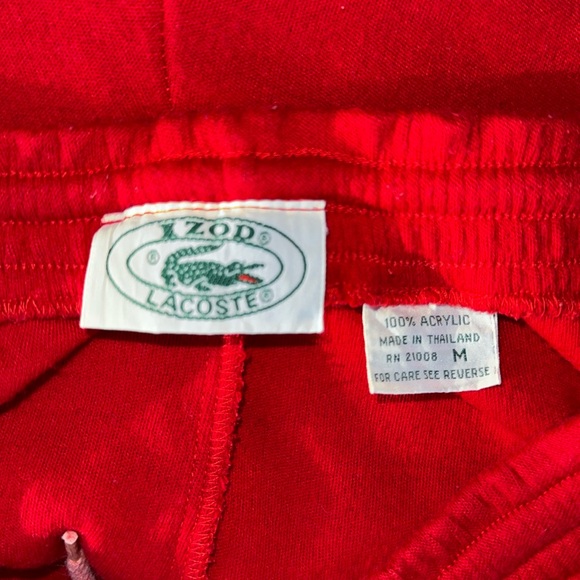 IZOD®
®
®
LACOSTE®
100% ACRYLIC
MADE IN THAILAND
RN 21008 M
FOR CARE SEE REVERSE